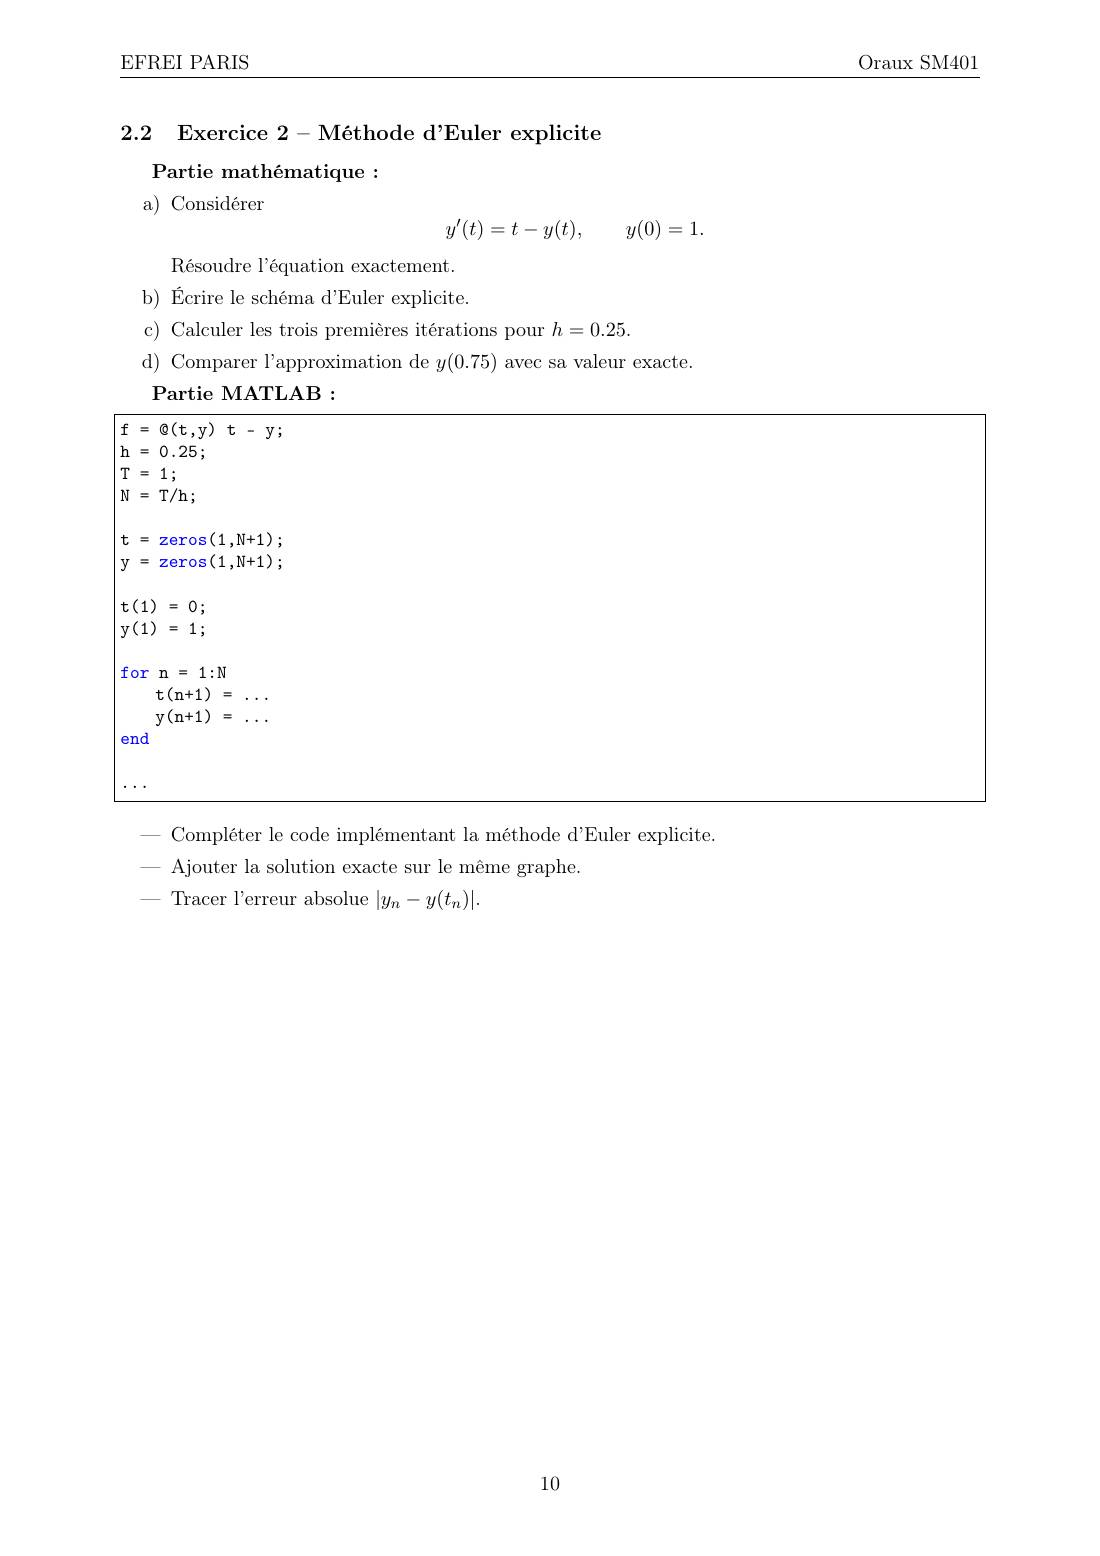 EFREI PARIS Oraux SM401
2.2 Exercice 2 – Méthode d'Euler explicite
Partie mathématique :
a) Considérer
y′(t) = t − y(t), y(0) = 1.
Résoudre l'équation exactement.
b) Écrire le schéma d'Euler explicite.
c) Calculer les trois premières itérations pour h = 0.25.
d) Comparer l'approximation de y(0.75) avec sa valeur exacte.
Partie MATLAB :
f = @(t,y) t - y;
h = 0.25;
T = 1;
N = T/h;
t = zeros(1,N+1);
y = zeros(1,N+1);
t(1) = 0;
y(1) = 1;
for n = 1:N
t(n+1) = ...
y(n+1) = ...
end
...
— Compléter le code implémentant la méthode d'Euler explicite.
— Ajouter la solution exacte sur le même graphe.
— Tracer l'erreur absolue |yₙ − y(tₙ)|.
10